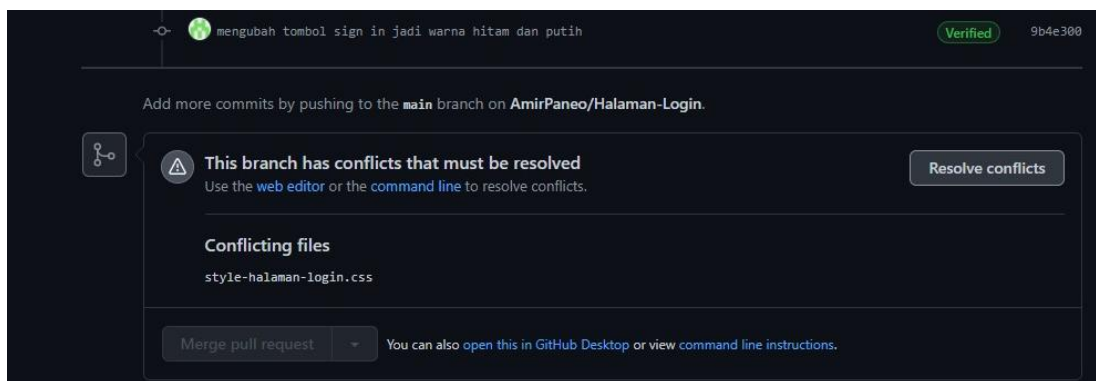 mengubah tombol sign in jadi warna hitam dan putih Verified 9b4e300
Add more commits by pushing to the main branch on AmirPaneo/Halaman-Login.
This branch has conflicts that must be resolved
Use the web editor or the command line to resolve conflicts.
Resolve conflicts
Conflicting files
style-halaman-login.css
Merge pull request
You can also open this in GitHub Desktop or view command line instructions.